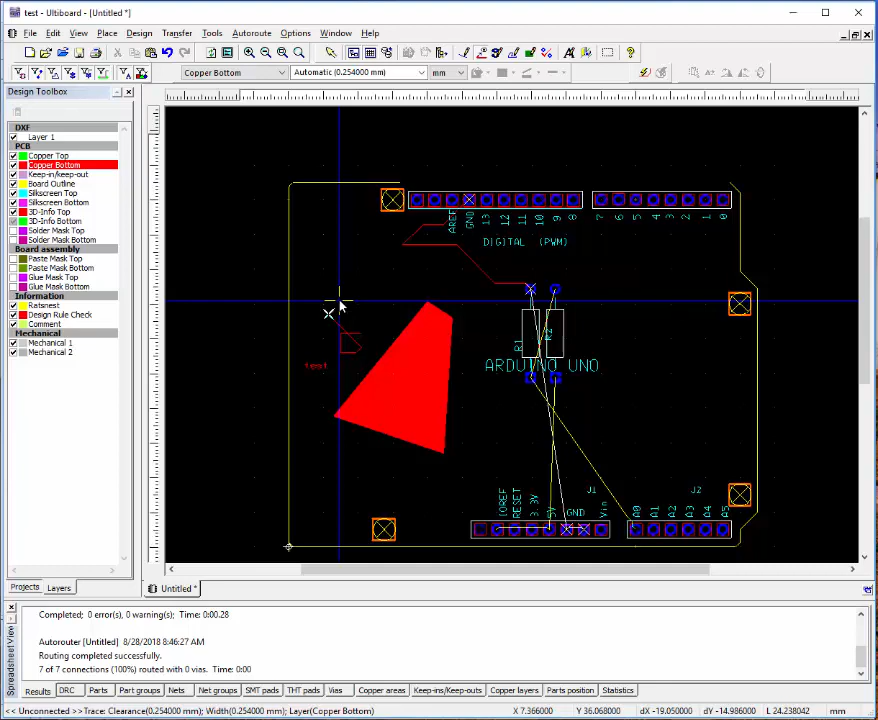 test - Ultiboard - [Untitled *]
File Edit View Place Design Transfer Tools Autoroute Options Window Help
Copper Bottom Automatic (0.254000 mm) mm
Design Toolbox
DXF
Layer 1
PCB
Copper Top
Copper Bottom
Keep-in/keep-out
Board Outline
Silkscreen Top
Silkscreen Bottom
3D-Info Top
3D-Info Bottom
Solder Mask Top
Solder Mask Bottom
Board assembly
Paste Mask Top
Paste Mask Bottom
Glue Mask Top
Glue Mask Bottom
Information
Ratsnest
Design Rule Check
Comment
Mechanical
Mechanical 1
Mechanical 2
AREF GND 13 12 11 10 9 8 7 6 5 4 3 2 1 0
DIGITAL (PWM)
R1 R2
test
ARDUINO UNO
J1 J2
IOREF RESET 3.3V 5V GND Vin A0 A1 A2 A3 A4 A5
Projects Layers
Untitled *
Spreadsheet View
Completed; 0 error(s), 0 warning(s); Time: 0:00.28
Autorouter [Untitled] 8/28/2018 8:46:27 AM
Routing completed successfully.
7 of 7 connections (100%) routed with 0 vias. Time: 0:00
Results DRC Parts Part groups Nets Net groups SMT pads THT pads Vias Copper areas Keep-ins/Keep-outs Copper layers Parts position Statistics
<< Unconnected >>Trace: Clearance(0.254000 mm); Width(0.254000 mm); Layer(Copper Bottom) X 7.366000 Y 36.068000 dX -19.050000 dY -14.986000 L 24.238042 mm